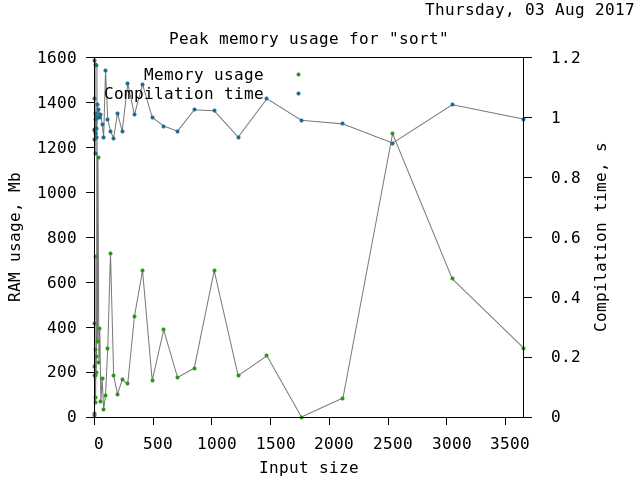 Thursday, 03 Aug 2017
Peak memory usage for "sort"
Memory usage
Compilation time
1600
1400
1200
1000
800
600
400
200
0
1.2
1
0.8
0.6
0.4
0.2
0
RAM usage, Mb
Compilation time, s
0 500 1000 1500 2000 2500 3000 3500
Input size